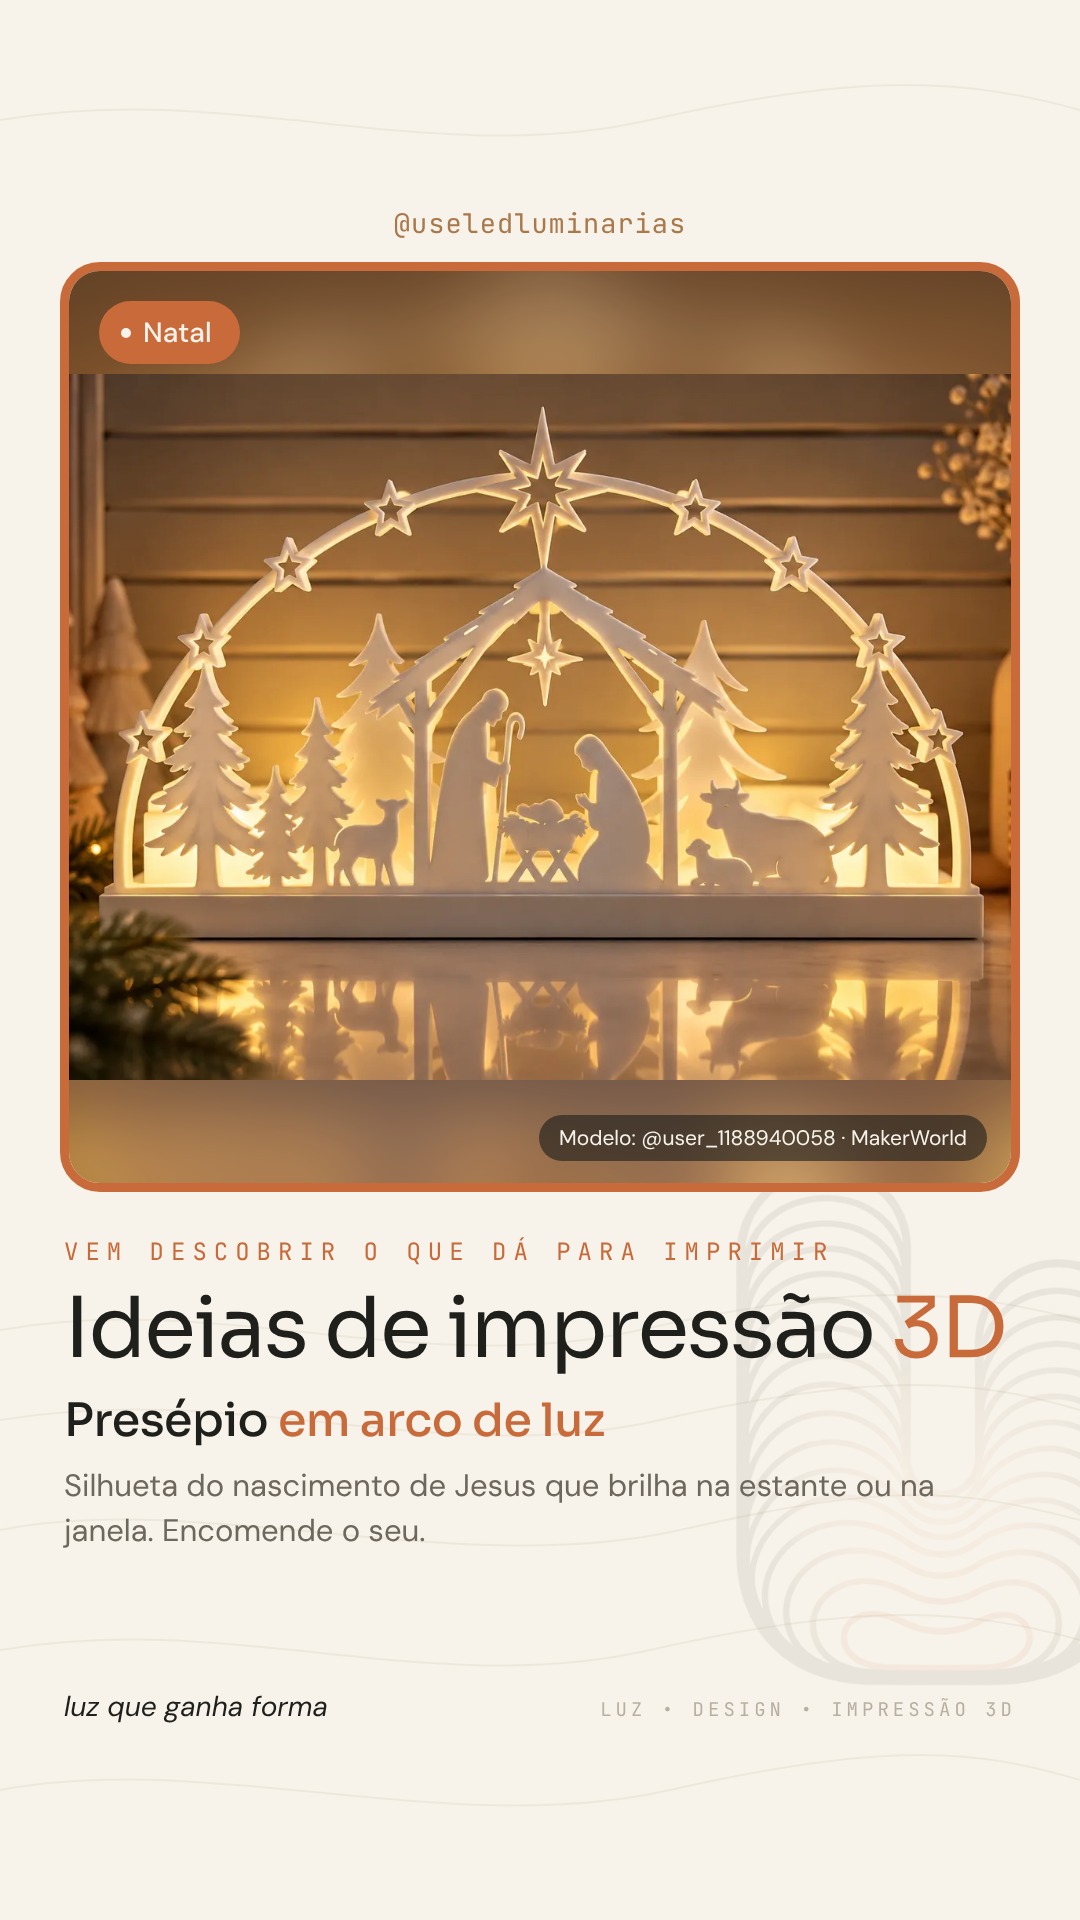 @useledluminarias
• Natal
Modelo: @user_1188940058 · MakerWorld
VEM DESCOBRIR O QUE DÁ PARA IMPRIMIR
Ideias de impressão 3D
Presépio em arco de luz
Silhueta do nascimento de Jesus que brilha na estante ou na
janela. Encomende o seu.
luz que ganha forma
LUZ • DESIGN • IMPRESSÃO 3D